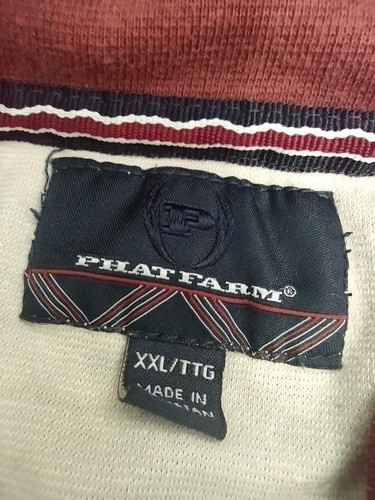 PHAT FARM®
XXL/TTG
MADE IN